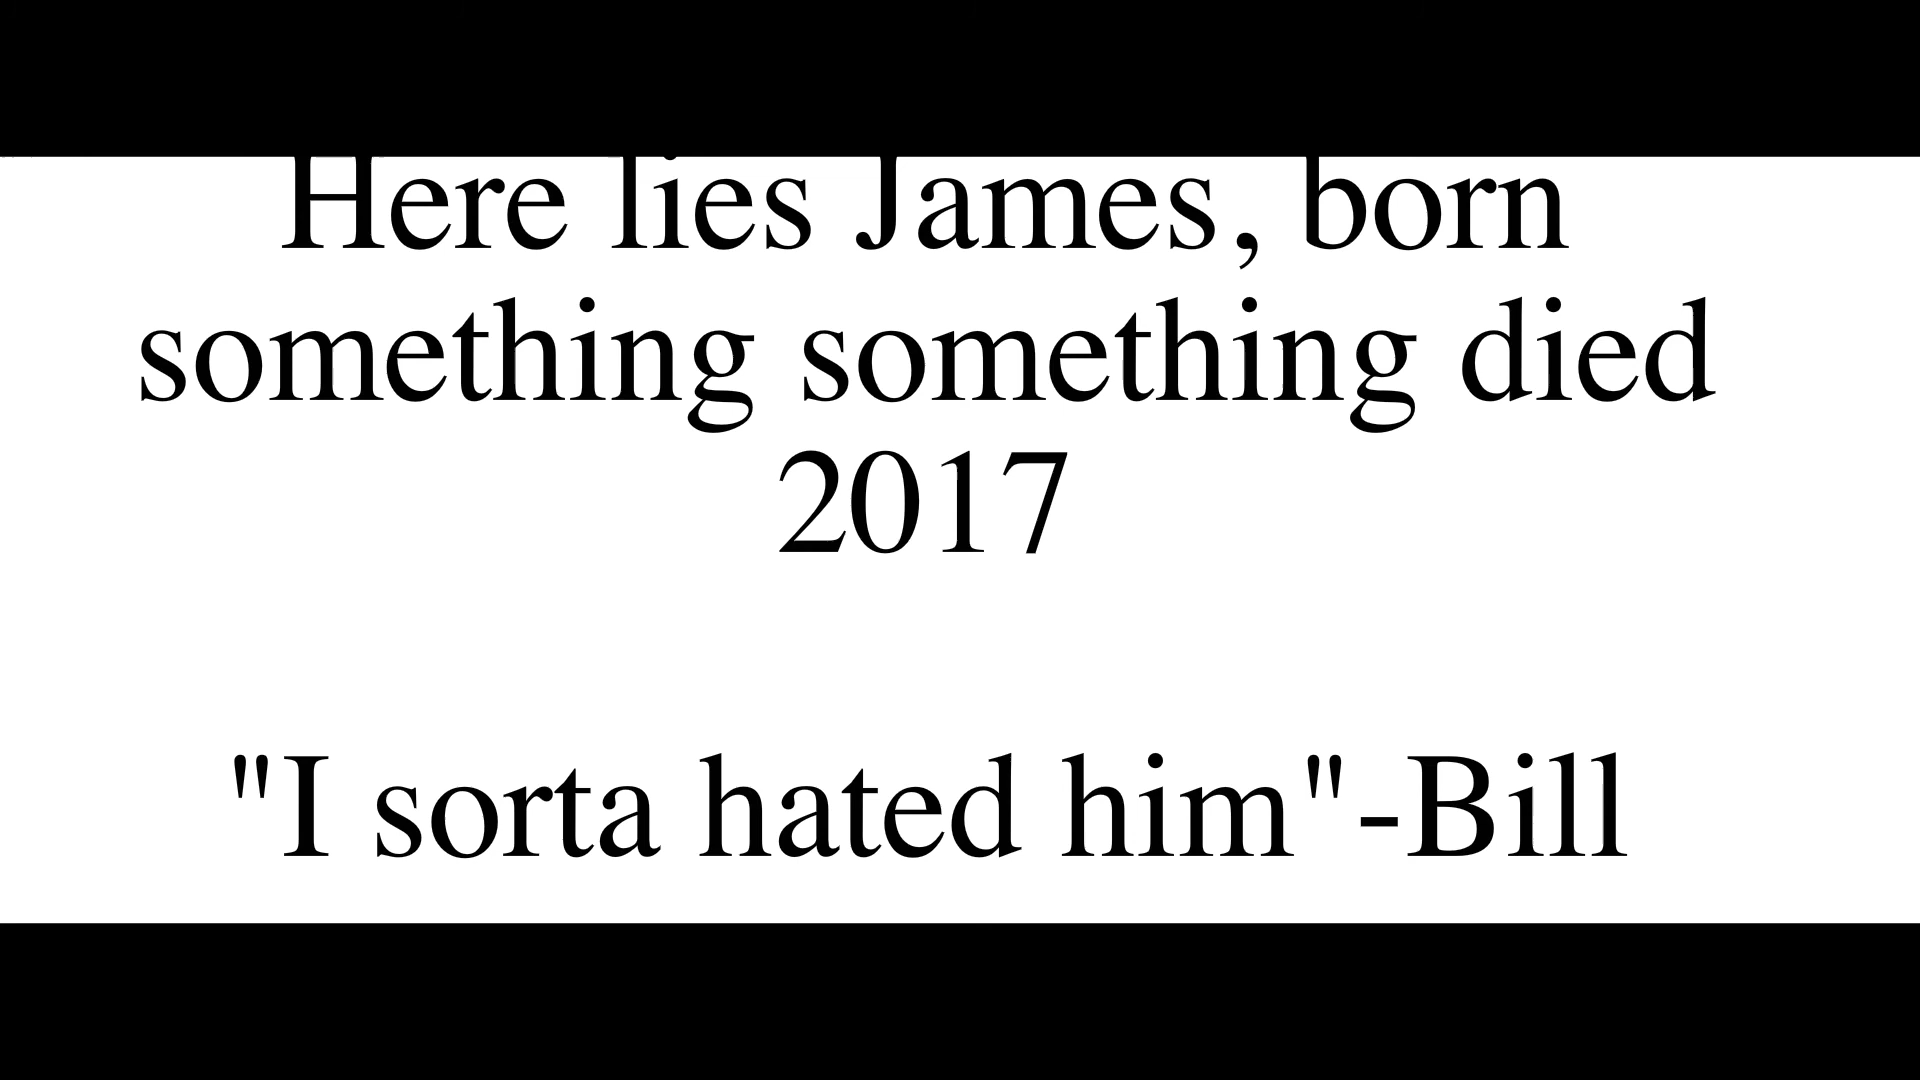 Here lies James, born
something something died
2017
"I sorta hated him"-Bill